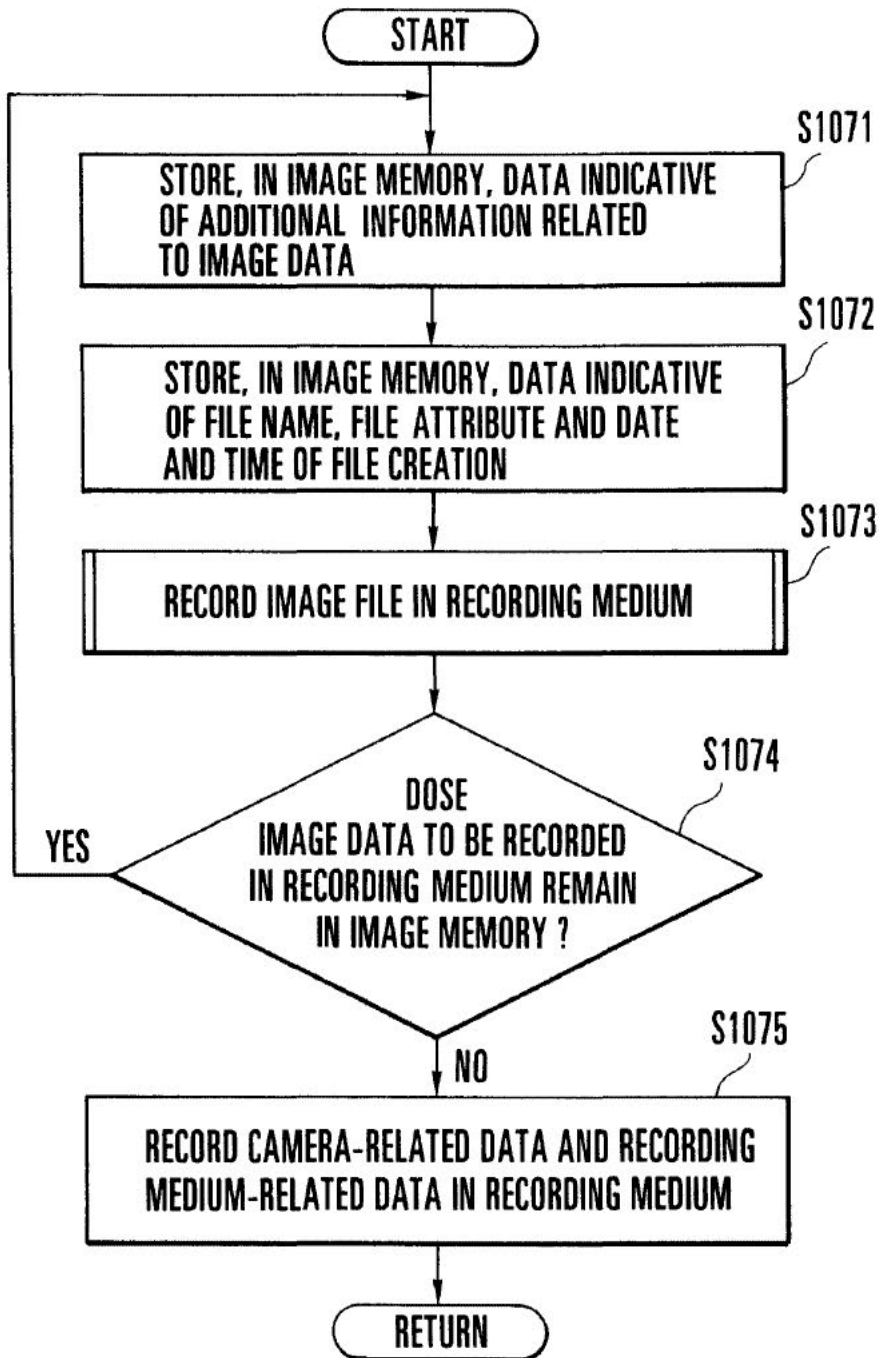 START
S1071
STORE, IN IMAGE MEMORY, DATA INDICATIVE
OF ADDITIONAL INFORMATION RELATED
TO IMAGE DATA
S1072
STORE, IN IMAGE MEMORY, DATA INDICATIVE
OF FILE NAME, FILE ATTRIBUTE AND DATE
AND TIME OF FILE CREATION
S1073
RECORD IMAGE FILE IN RECORDING MEDIUM
S1074
DOSE
IMAGE DATA TO BE RECORDED
IN RECORDING MEDIUM REMAIN
IN IMAGE MEMORY ?
YES
NO
S1075
RECORD CAMERA-RELATED DATA AND RECORDING
MEDIUM-RELATED DATA IN RECORDING MEDIUM
RETURN